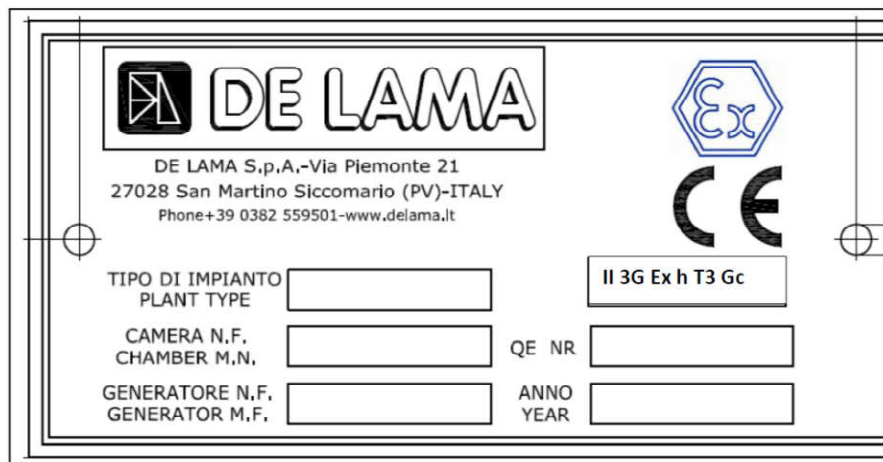 DE LAMA
Ex
DE LAMA S.p.A.-Via Piemonte 21
27028 San Martino Siccomario (PV)-ITALY
Phone+39 0382 559501-www.delama.it
CE
TIPO DI IMPIANTO
PLANT TYPE
II 3G Ex h T3 Gc
CAMERA N.F.
CHAMBER M.N.
QE NR
GENERATORE N.F.
GENERATOR M.F.
ANNO
YEAR